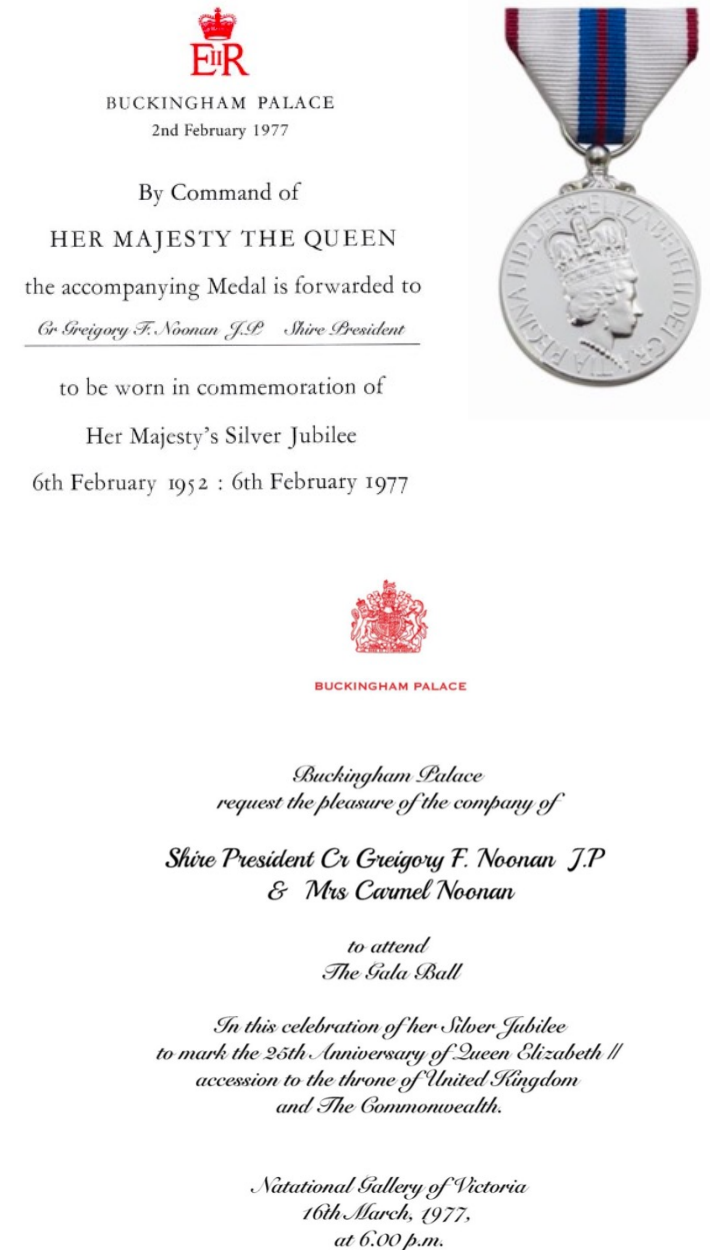 EIIR
BUCKINGHAM PALACE
2nd February 1977
By Command of
HER MAJESTY THE QUEEN
the accompanying Medal is forwarded to
Cr Greigory F. Noonan J.P. Shire President
to be worn in commemoration of
Her Majesty's Silver Jubilee
6th February 1952 : 6th February 1977
ELIZABETH II DEI GRATIA REGINA FID.DEF.
BUCKINGHAM PALACE
Buckingham Palace
request the pleasure of the company of
Shire President Cr Greigory F. Noonan J.P
& Mrs Carmel Noonan
to attend
The Gala Ball
In this celebration of her Silver Jubilee
to mark the 25th Anniversary of Queen Elizabeth //
accession to the throne of United Kingdom
and The Commonwealth.
Natational Gallery of Victoria
16th March, 1977,
at 6.00 p.m.